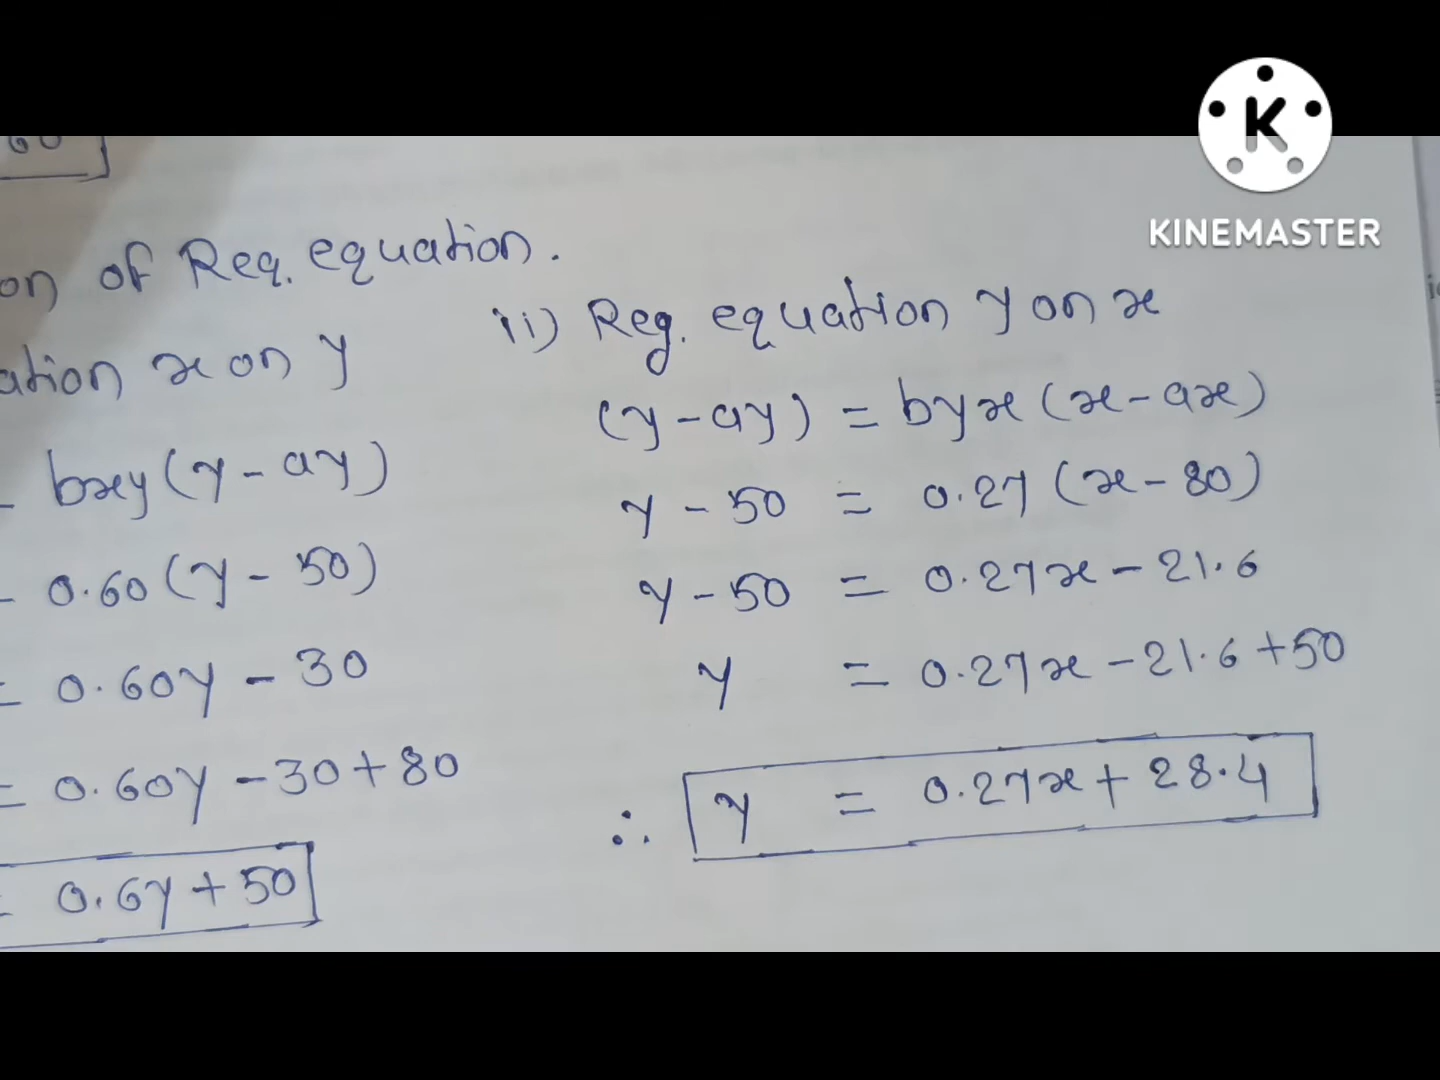 60
KINEMASTER
on of Req. equation.
ation x on y
bxy (y - ay)
- 0.60 (y - 50)
= 0.60y - 30
= 0.60y - 30 + 80
= 0.6y + 50
ii) Reg. equation y on x
(y - ay) = byx (x - ax)
y - 50 = 0.27 (x - 80)
y - 50 = 0.27x - 21.6
y = 0.27x - 21.6 + 50
∴ y = 0.27x + 28.4